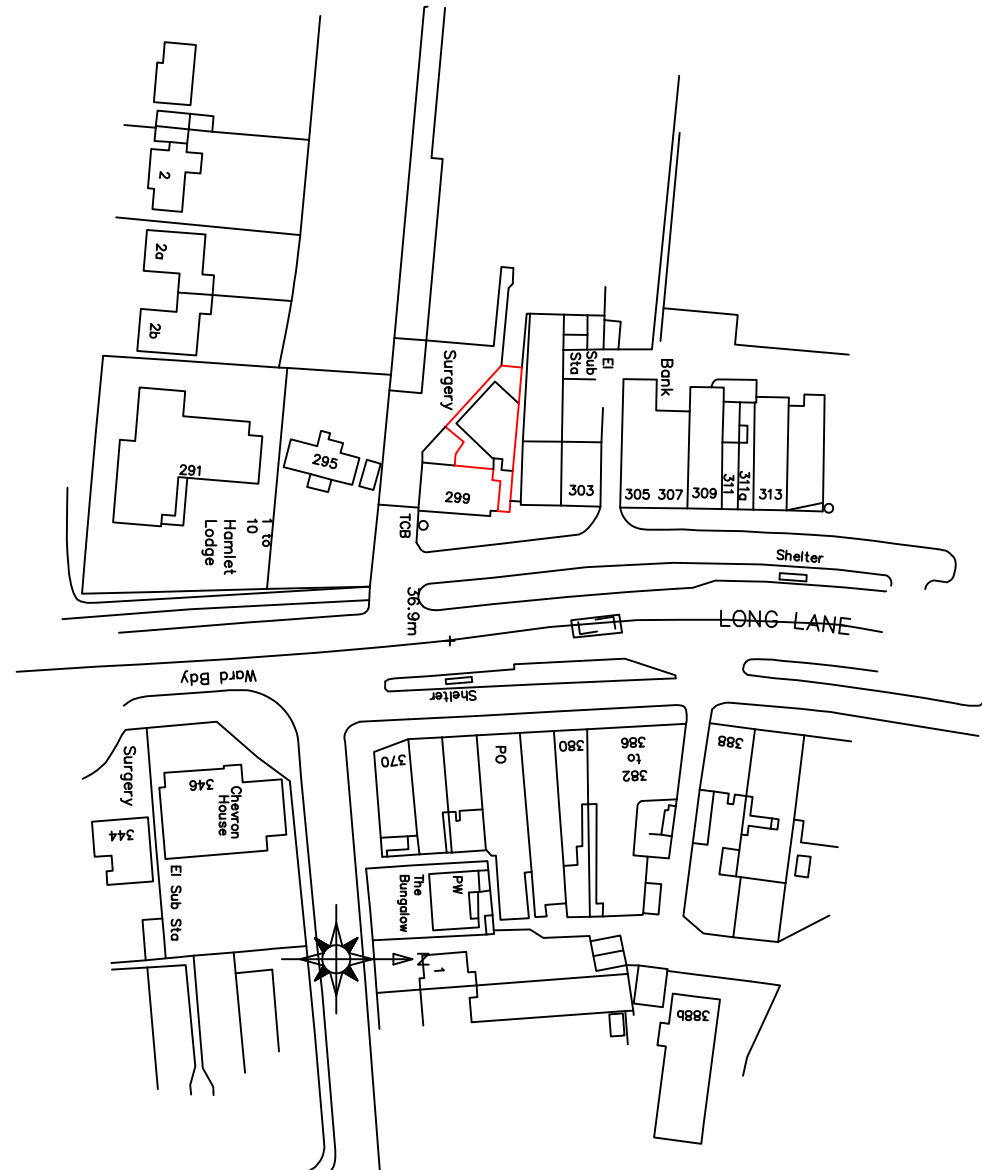 2
2a
2b
Surgery
El
Sub
Sta
Bank
291
295
299
303
305
307
309
311
311a
313
1 to
10
Hamlet
Lodge
TCB
Shelter
36.9m
LONG LANE
Ward Bdy
Shelter
Surgery
346
Chevron
House
344
El Sub Sta
370
PO
380
386
to
382
388
The
Bungalow
PW
N
1
388b